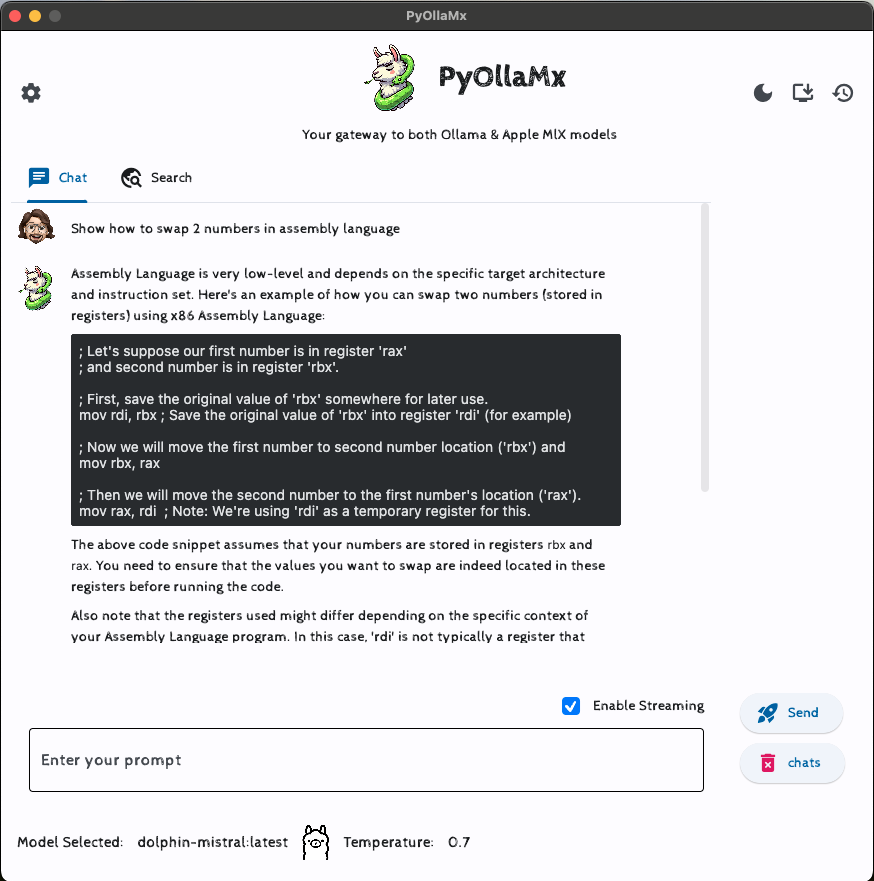 PyOllaMx
PyOllaMx
Your gateway to both Ollama & Apple MlX models
Chat
Search
Show how to swap 2 numbers in assembly language
Assembly Language is very low-level and depends on the specific target architecture
and instruction set. Here's an example of how you can swap two numbers (stored in
registers) using x86 Assembly Language:
; Let's suppose our first number is in register 'rax'
; and second number is in register 'rbx'.
; First, save the original value of 'rbx' somewhere for later use.
mov rdi, rbx ; Save the original value of 'rbx' into register 'rdi' (for example)
; Now we will move the first number to second number location ('rbx') and
mov rbx, rax
; Then we will move the second number to the first number's location ('rax').
mov rax, rdi ; Note: We're using 'rdi' as a temporary register for this.
The above code snippet assumes that your numbers are stored in registers rbx and
rax. You need to ensure that the values you want to swap are indeed located in these
registers before running the code.
Also note that the registers used might differ depending on the specific context of
your Assembly Language program. In this case, 'rdi' is not typically a register that
Enable Streaming
Send
Enter your prompt
chats
Model Selected: dolphin-mistral:latest Temperature: 0.7